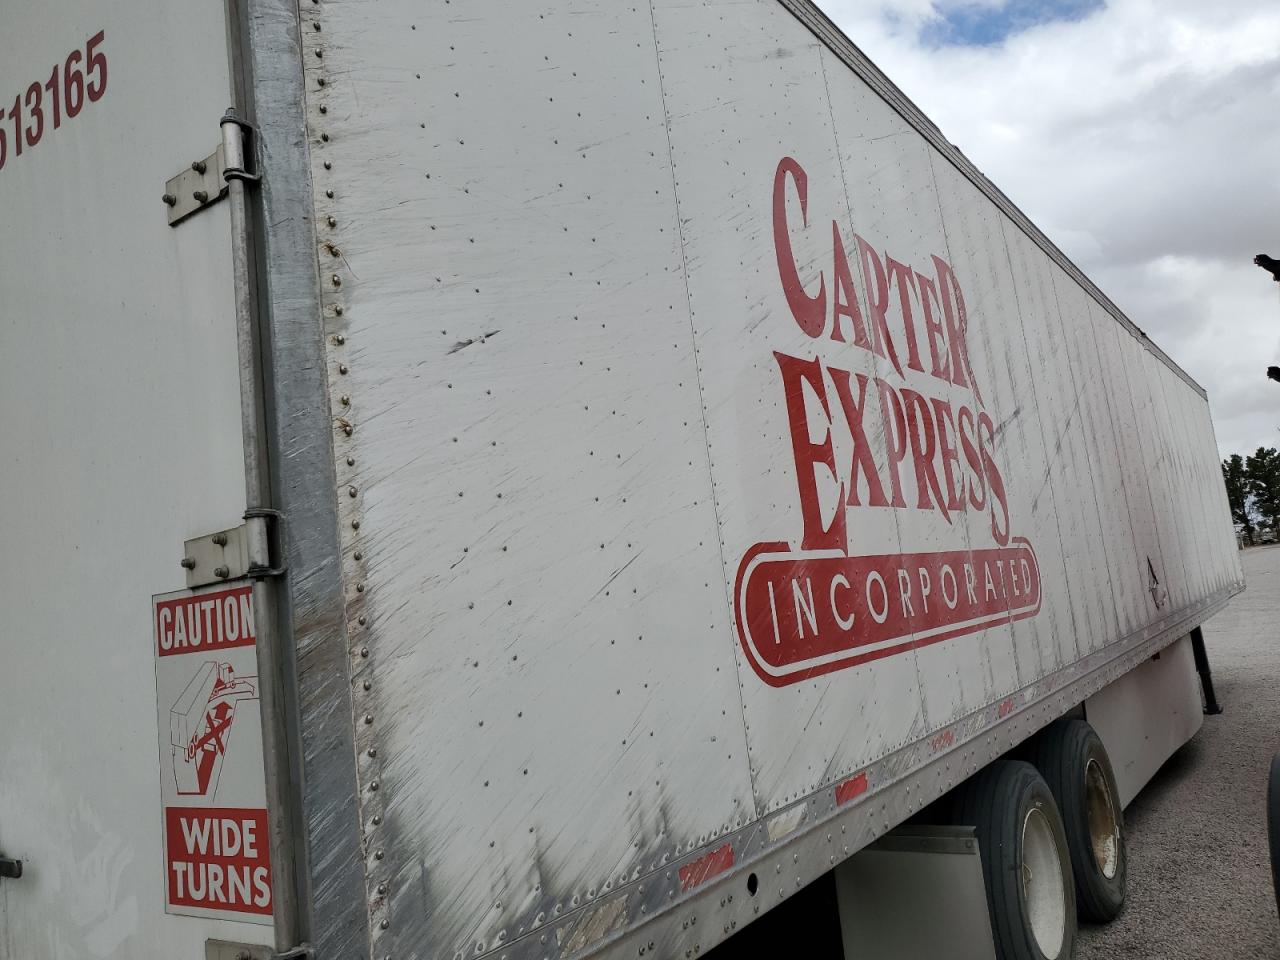 513165
CARTER
EXPRESS
INCORPORATED
CAUTION
WIDE
TURNS